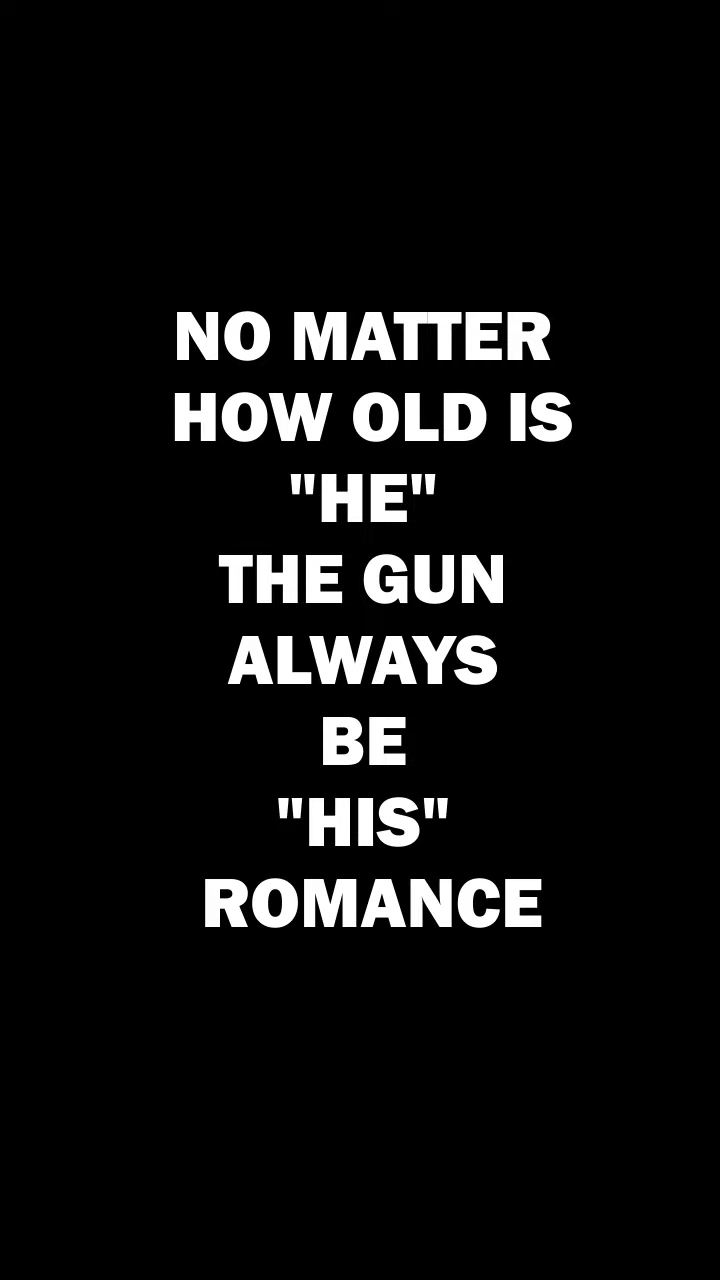 NO MATTER
HOW OLD IS
"HE"
THE GUN
ALWAYS
BE
"HIS"
ROMANCE